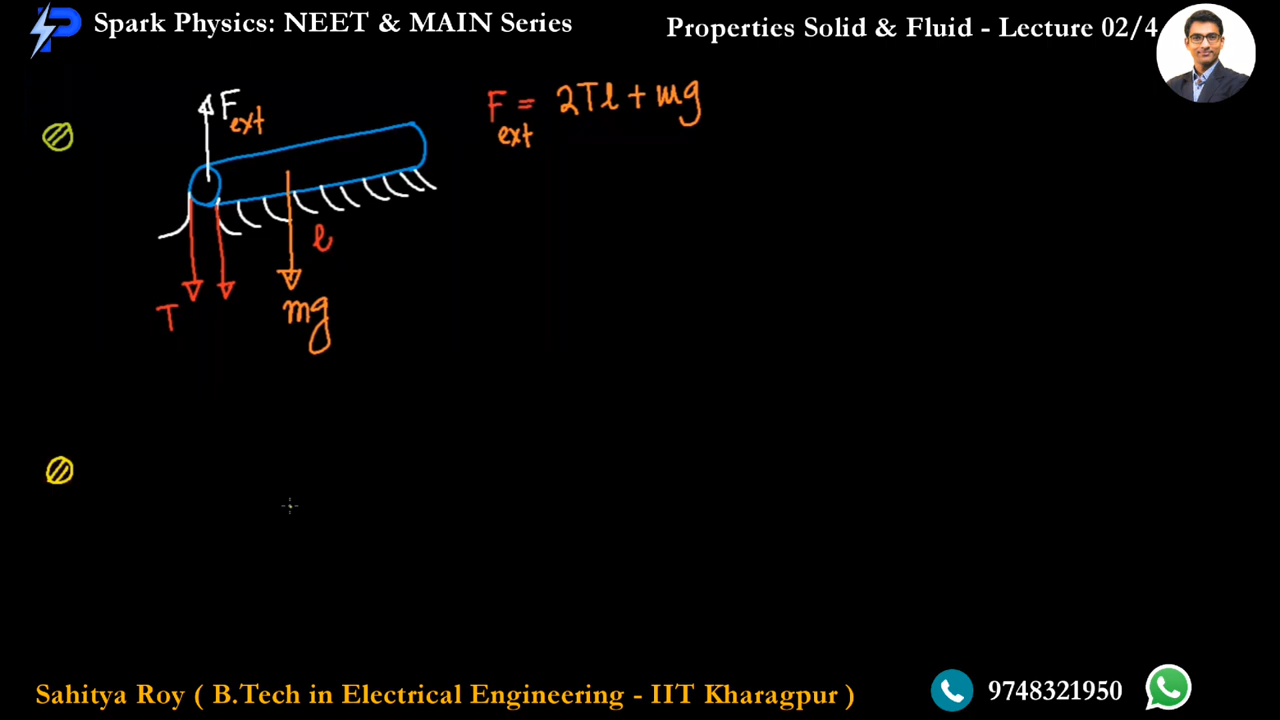 Spark Physics: NEET & MAIN Series
Properties Solid & Fluid - Lecture 02/4
F ext
F ext = 2Tl + mg
l
T
mg
Sahitya Roy ( B.Tech in Electrical Engineering - IIT Kharagpur )
9748321950